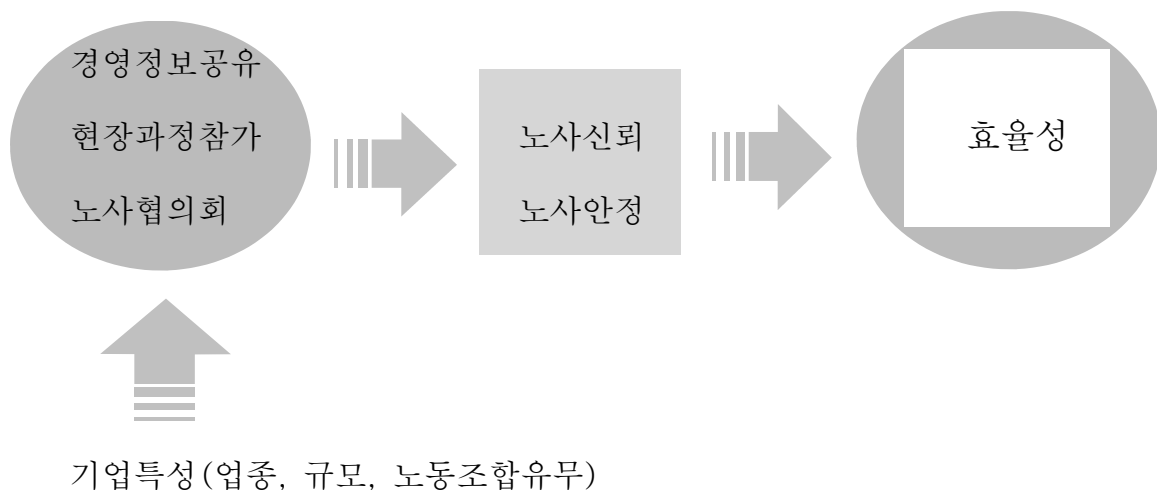 경영정보공유
현장과정참가
노사협의회
노사신뢰
노사안정
효율성
기업특성(업종, 규모, 노동조합유무)